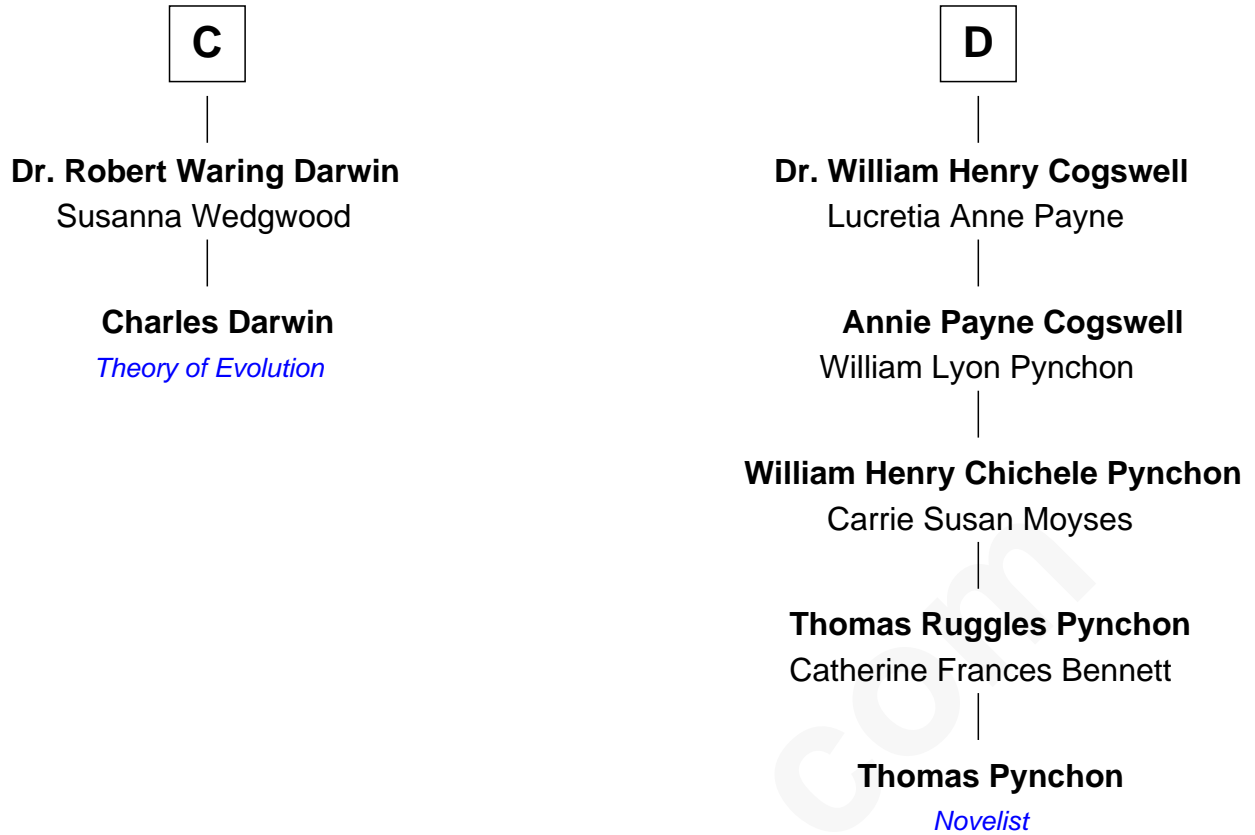 C
Dr. Robert Waring Darwin
Susanna Wedgwood
Charles Darwin
Theory of Evolution
D
Dr. William Henry Cogswell
Lucretia Anne Payne
Annie Payne Cogswell
William Lyon Pynchon
William Henry Chichele Pynchon
Carrie Susan Moyses
Thomas Ruggles Pynchon
Catherine Frances Bennett
Thomas Pynchon
Novelist
com